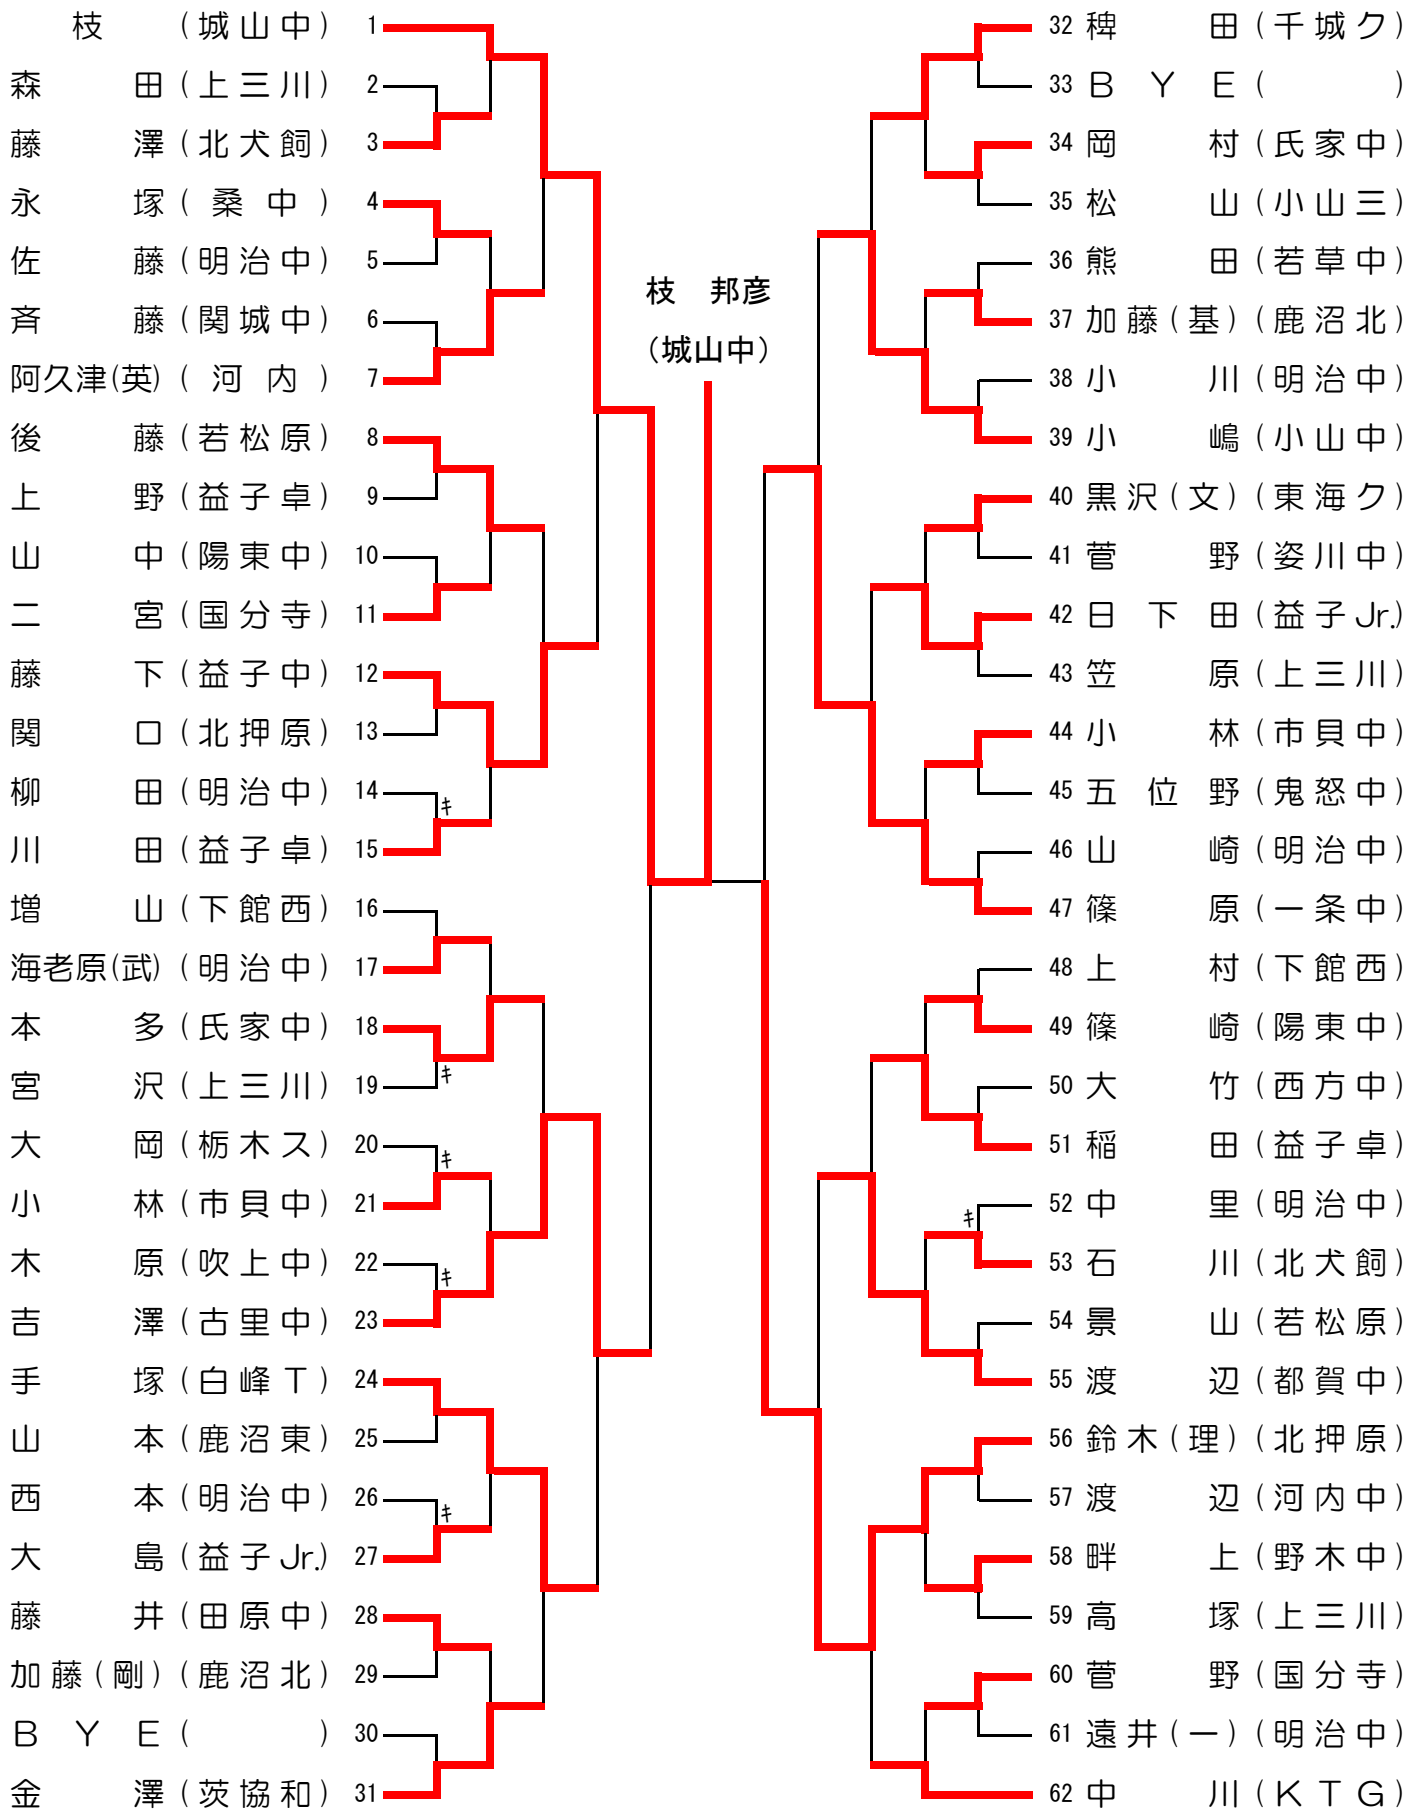 枝 (城山中) 1
森田 (上三川) 2
藤澤 (北犬飼) 3
永塚 (桑中) 4
佐藤 (明治中) 5
斉藤 (関城中) 6
阿久津(英) (河内) 7
後藤 (若松原) 8
上野 (益子卓) 9
山中 (陽東中) 10
二宮 (国分寺) 11
藤下 (益子中) 12
関口 (北押原) 13
柳田 (明治中) 14
キ
川田 (益子卓) 15
増山 (下館西) 16
海老原(武) (明治中) 17
本多 (氏家中) 18
宮沢 (上三川) 19
キ
大岡 (栃木ス) 20
キ
小林 (市貝中) 21
木原 (吹上中) 22
キ
吉澤 (古里中) 23
手塚 (白峰T) 24
山本 (鹿沼東) 25
西本 (明治中) 26
キ
大島 (益子Jr.) 27
藤井 (田原中) 28
加藤(剛) (鹿沼北) 29
BYE ( ) 30
金澤 (茨協和) 31
枝 邦彦
(城山中)
32 稗田 (千城ク)
33 BYE ( )
34 岡村 (氏家中)
35 松山 (小山三)
36 熊田 (若草中)
37 加藤(基) (鹿沼北)
38 小川 (明治中)
39 小嶋 (小山中)
40 黒沢(文) (東海ク)
41 菅野 (姿川中)
42 日下田 (益子Jr.)
43 笠原 (上三川)
44 小林 (市貝中)
45 五位野 (鬼怒中)
46 山崎 (明治中)
47 篠原 (一条中)
48 上村 (下館西)
49 篠崎 (陽東中)
50 大竹 (西方中)
51 稲田 (益子卓)
52 中里 (明治中)
キ
53 石川 (北犬飼)
54 景山 (若松原)
55 渡辺 (都賀中)
56 鈴木(理) (北押原)
57 渡辺 (河内中)
58 畔上 (野木中)
59 高塚 (上三川)
60 菅野 (国分寺)
61 遠井(一) (明治中)
62 中川 (KTG)